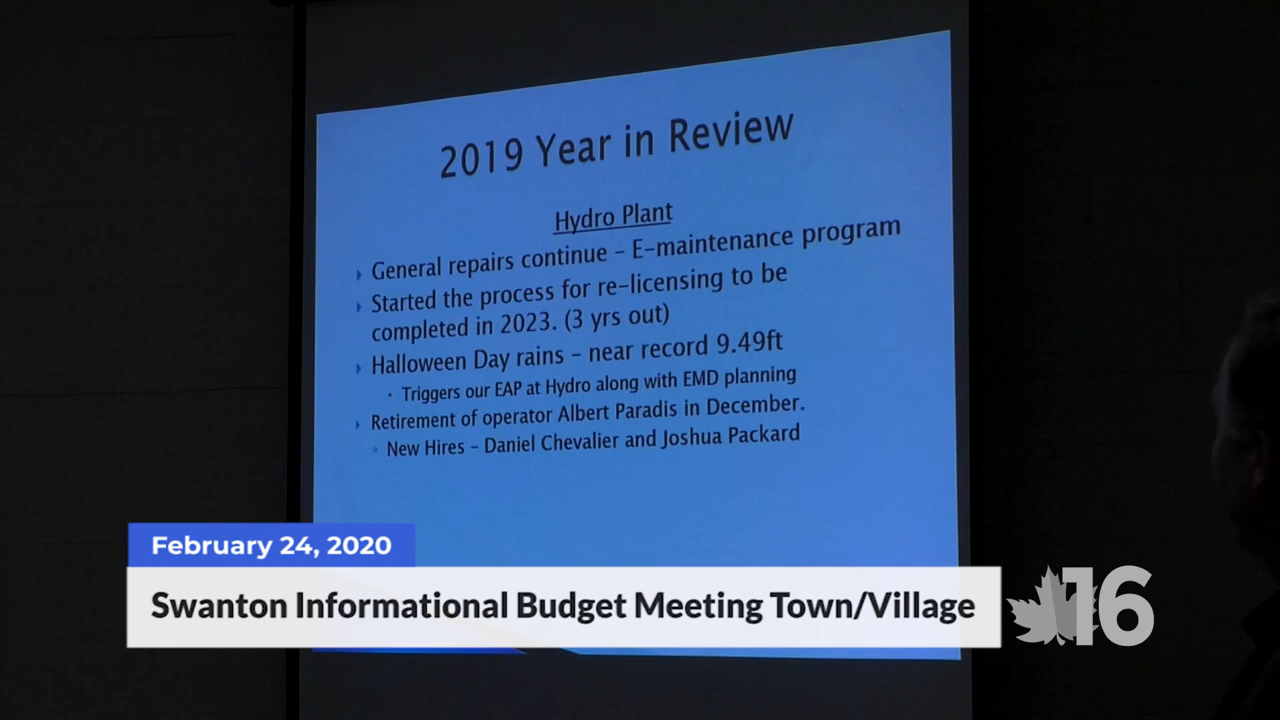 2019 Year in Review
Hydro Plant
General repairs continue – E-maintenance program
Started the process for re-licensing to be
completed in 2023. (3 yrs out)
Halloween Day rains – near record 9.49ft
Triggers our EAP at Hydro along with EMD planning
Retirement of operator Albert Paradis in December.
New Hires – Daniel Chevalier and Joshua Packard
February 24, 2020
Swanton Informational Budget Meeting Town/Village
16